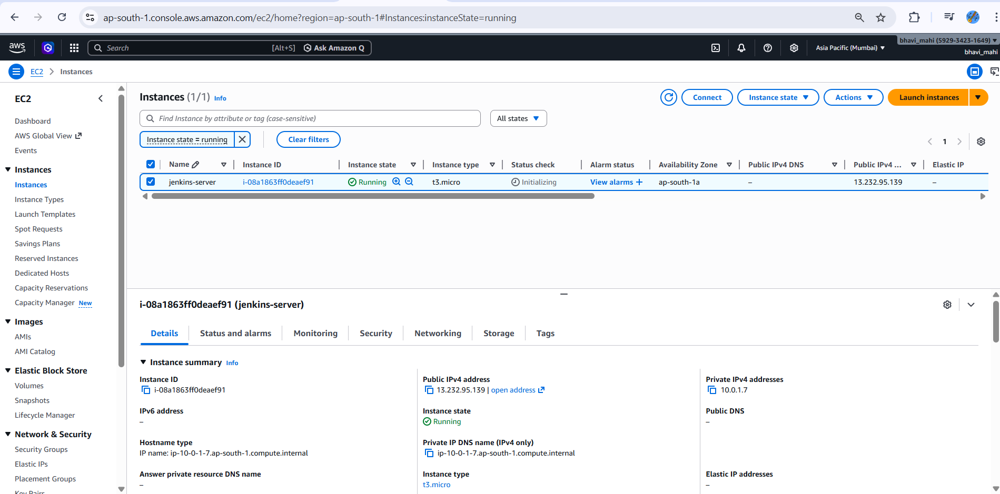 ap-south-1.console.aws.amazon.com/ec2/home?region=ap-south-1#Instances:instanceState=running
aws
Search [Alt+S] Ask Amazon Q
Asia Pacific (Mumbai)
bhavi_mahi (5929-3423-1649)
bhavi_mahi
EC2 Instances
EC2
Dashboard
AWS Global View
Events
Instances
Instances
Instance Types
Launch Templates
Spot Requests
Savings Plans
Reserved Instances
Dedicated Hosts
Capacity Reservations
Capacity Manager New
Images
AMIs
AMI Catalog
Elastic Block Store
Volumes
Snapshots
Lifecycle Manager
Network & Security
Security Groups
Elastic IPs
Placement Groups
Key Pairs
Instances (1/1) Info
Connect
Instance state
Actions
Launch instances
Find Instance by attribute or tag (case-sensitive)
All states
Instance state = running
Clear filters
1
Name Instance ID Instance state Instance type Status check Alarm status Availability Zone Public IPv4 DNS Public IPv4 ... Elastic IP
jenkins-server i-08a1863ff0deaef91 Running t3.micro Initializing View alarms + ap-south-1a – 13.232.95.139 –
i-08a1863ff0deaef91 (jenkins-server)
Details Status and alarms Monitoring Security Networking Storage Tags
Instance summary Info
Instance ID
i-08a1863ff0deaef91
Public IPv4 address
13.232.95.139 | open address
Private IPv4 addresses
10.0.1.7
IPv6 address
–
Instance state
Running
Public DNS
–
Hostname type
IP name: ip-10-0-1-7.ap-south-1.compute.internal
Private IP DNS name (IPv4 only)
ip-10-0-1-7.ap-south-1.compute.internal
Answer private resource DNS name
–
Instance type
t3.micro
Elastic IP addresses
–